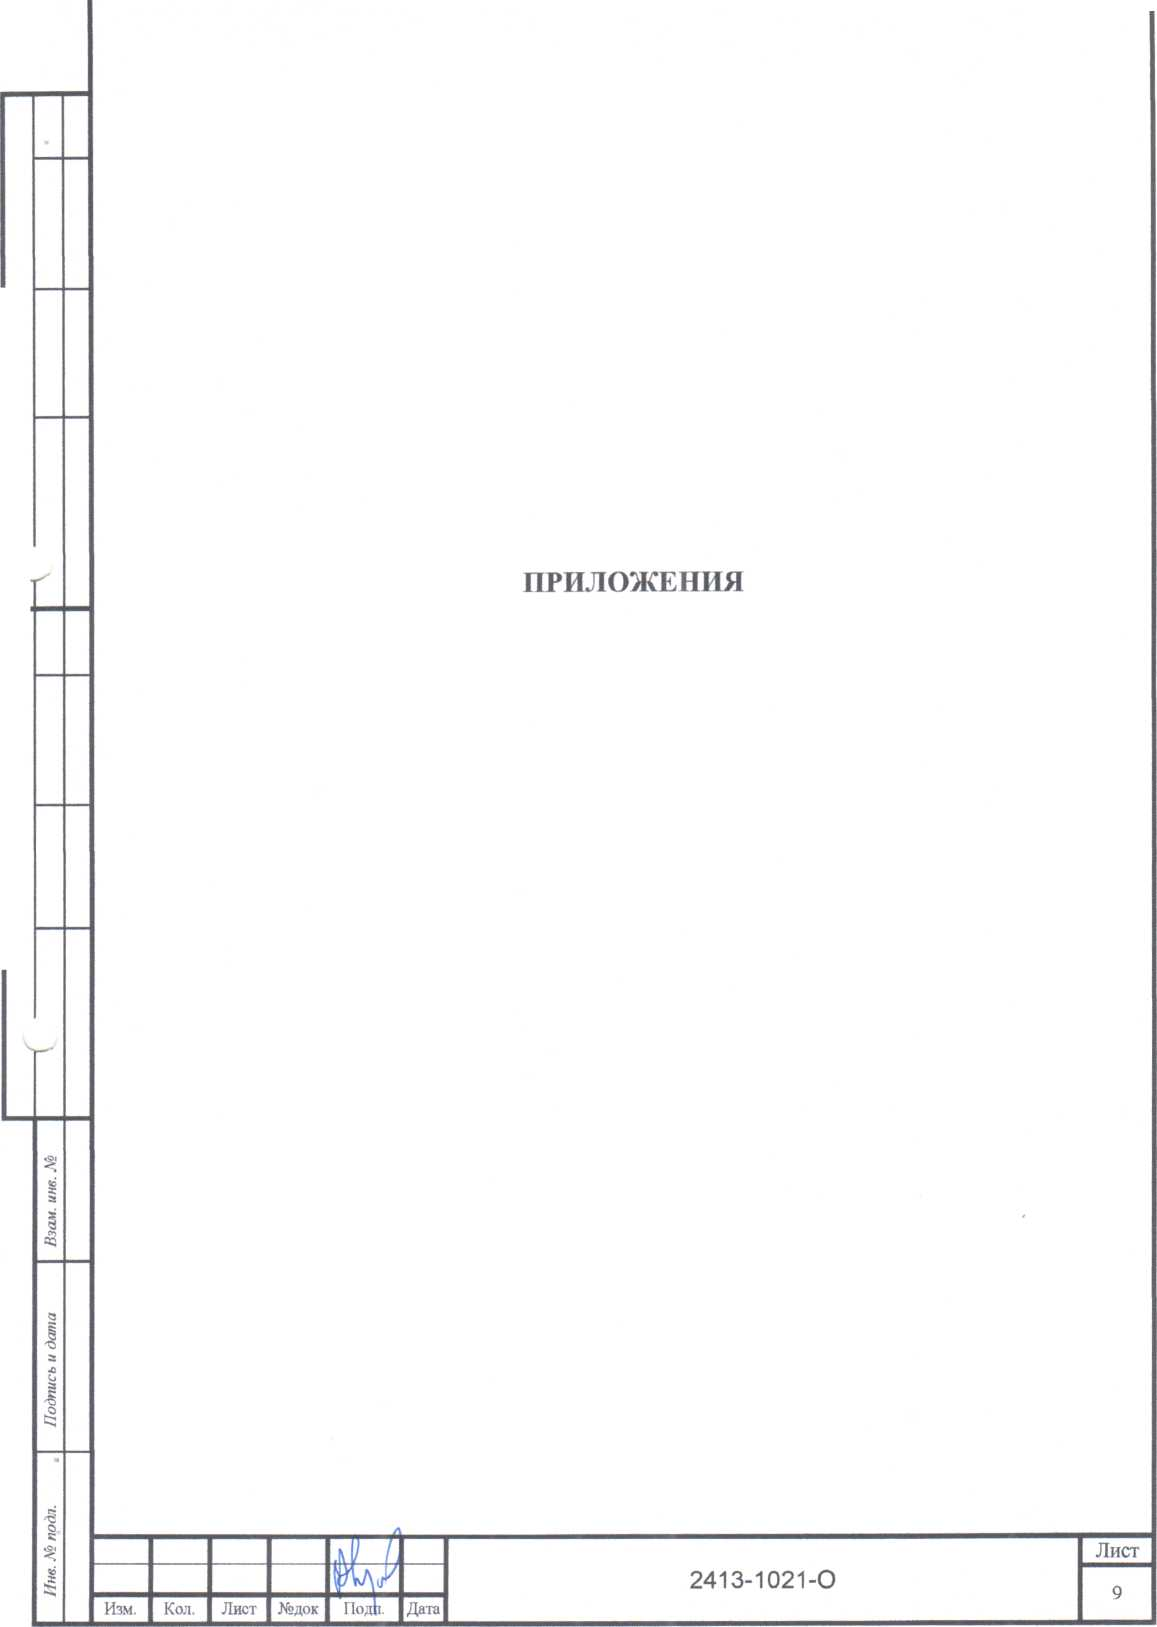 ПРИЛОЖЕНИЯ
Взам. инв. №
Подпись и дата
Инв. № подл.
Изм. Кол. Лист №док Подп. Дата
2413-1021-О
Лист
9